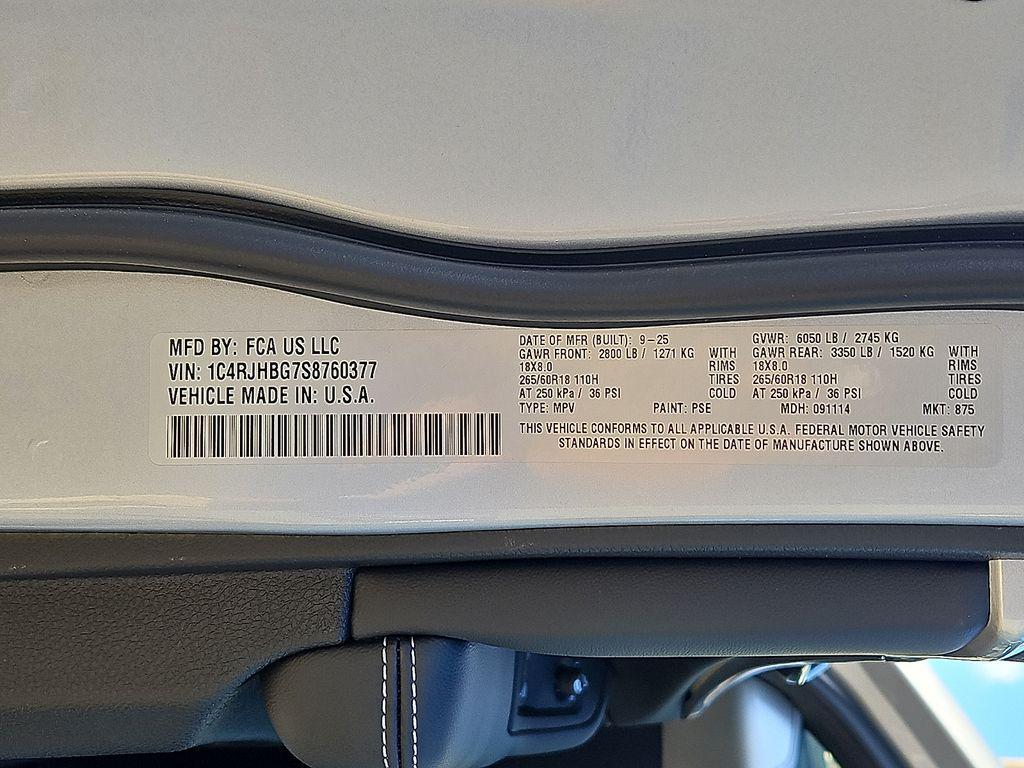 MFD BY: FCA US LLC
VIN: 1C4RJHBG7S8760377
VEHICLE MADE IN: U.S.A.
DATE OF MFR (BUILT): 9-25
GVWR: 6050 LB / 2745 KG
GAWR FRONT: 2800 LB / 1271 KG WITH
GAWR REAR: 3350 LB / 1520 KG WITH
18X8.0 RIMS
18X8.0 RIMS
265/60R18 110H TIRES
265/60R18 110H TIRES
AT 250 kPa / 36 PSI COLD
AT 250 kPa / 36 PSI COLD
TYPE: MPV PAINT: PSE MDH: 091114 MKT: 875
THIS VEHICLE CONFORMS TO ALL APPLICABLE U.S.A. FEDERAL MOTOR VEHICLE SAFETY
STANDARDS IN EFFECT ON THE DATE OF MANUFACTURE SHOWN ABOVE.